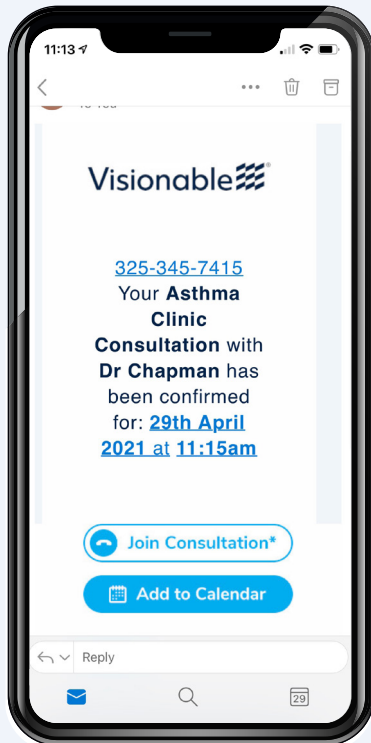 11:13
Visionable®
325-345-7415
Your Asthma
Clinic
Consultation with
Dr Chapman has
been confirmed
for: 29th April
2021 at 11:15am
Join Consultation*
Add to Calendar
Reply
29